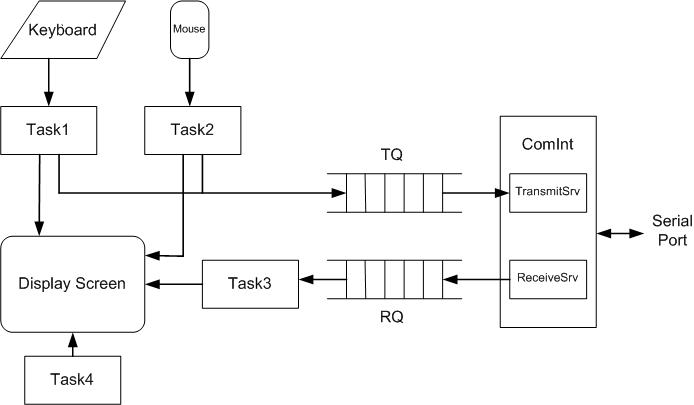 Keyboard
Mouse
Task1
Task2
TQ
ComInt
TransmitSrv
Serial
Port
Display Screen
Task3
ReceiveSrv
RQ
Task4